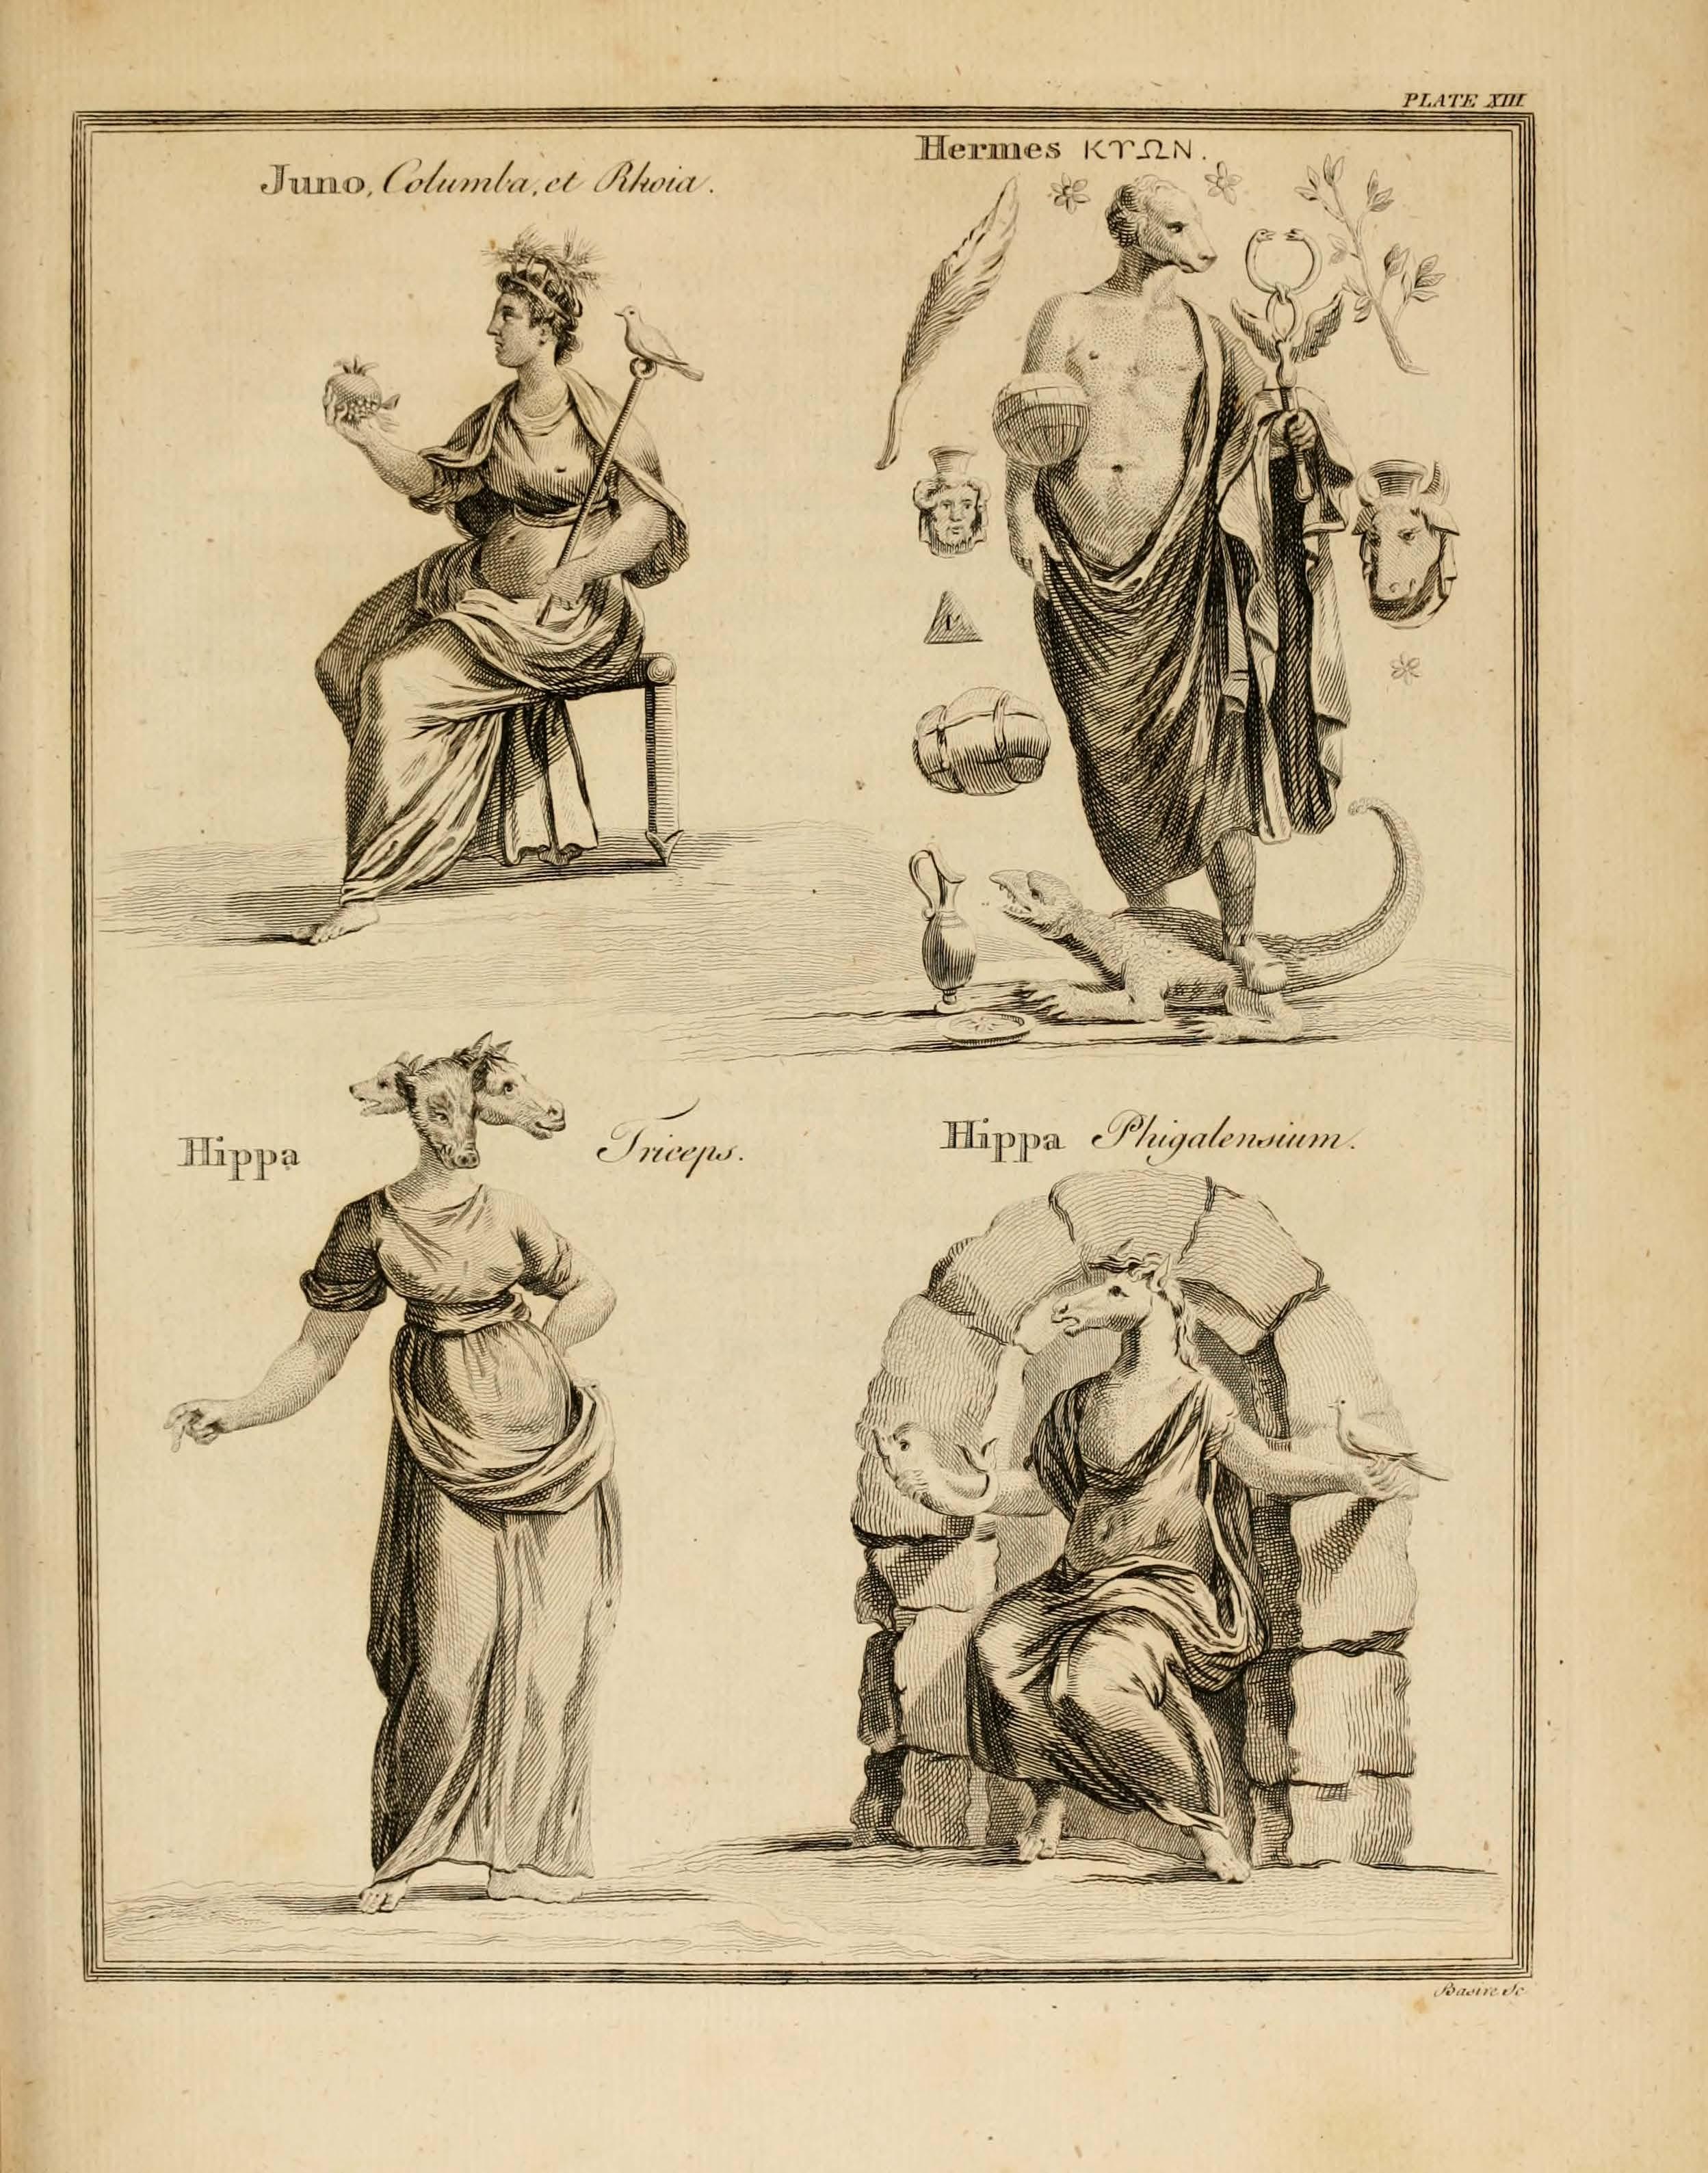 PLATE XIII
Juno, Columba, et Rhoia.
Hermes ΚΥΩΝ.
Hippa Triceps.
Hippa Phigalensium.
Basire Sc